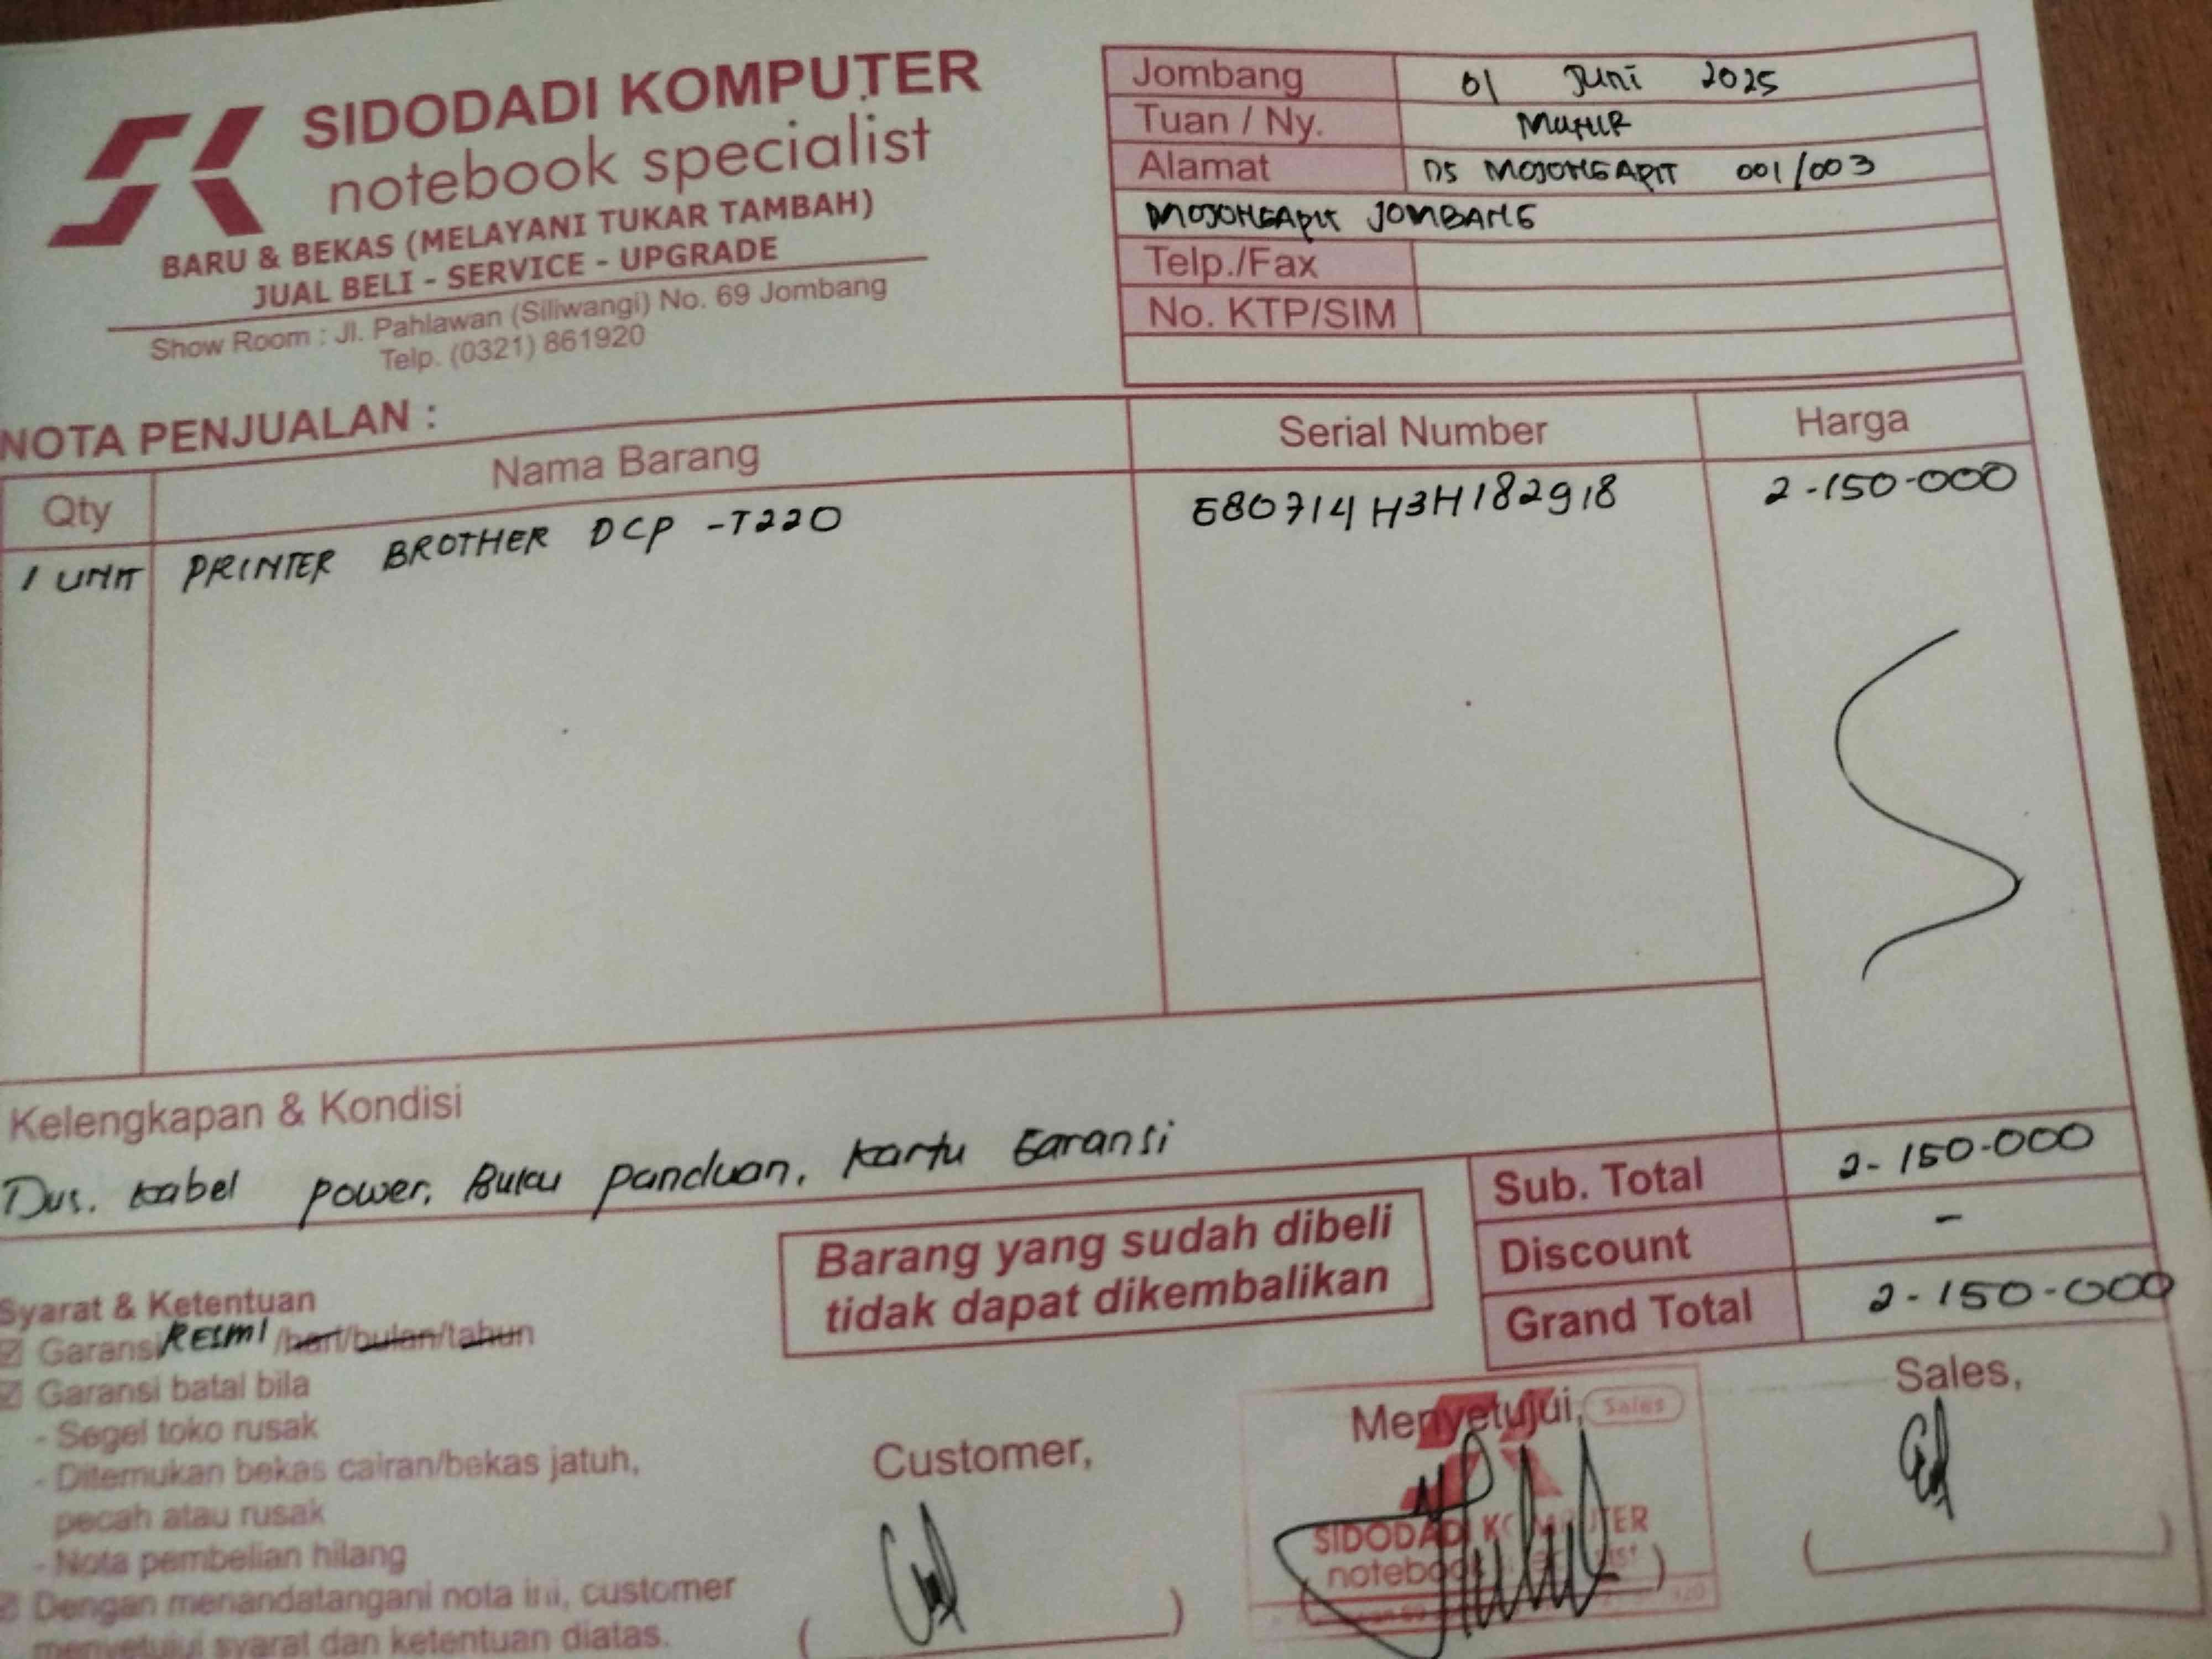 SIDODADI KOMPUTER
notebook specialist
BARU & BEKAS (MELAYANI TUKAR TAMBAH)
JUAL BELI - SERVICE - UPGRADE
Show Room : Jl. Pahlawan (Siliwangi) No. 69 Jombang
Telp. (0321) 861920
Jombang 01 Juni 2025
Tuan / Ny.
Alamat DS MOJONGAPIT 001/003
MOJONGAPIT JOMBANG
Telp./Fax
No. KTP/SIM
NOTA PENJUALAN :
Qty Nama Barang Serial Number Harga
1 UNIT PRINTER BROTHER DCP -T220 E80714H3H182918 2-150-000
Kelengkapan & Kondisi
Dus. kabel power, Buku panduan, kartu Garansi
Sub. Total 2-150-000
Discount -
Grand Total 2-150-000
Barang yang sudah dibeli
tidak dapat dikembalikan
Syarat & Ketentuan
Garansi RESMI /hari/bulan/tahun
Garansi batal bila
- Segel toko rusak
- Ditemukan bekas cairan/bekas jatuh,
pecah atau rusak
- Nota pembelian hilang
Dengan menandatangani nota ini, customer
menyetujui syarat dan ketentuan diatas.
Customer,
Menyetujui,
Sales
SIDODADI KOMPUTER
Sales,